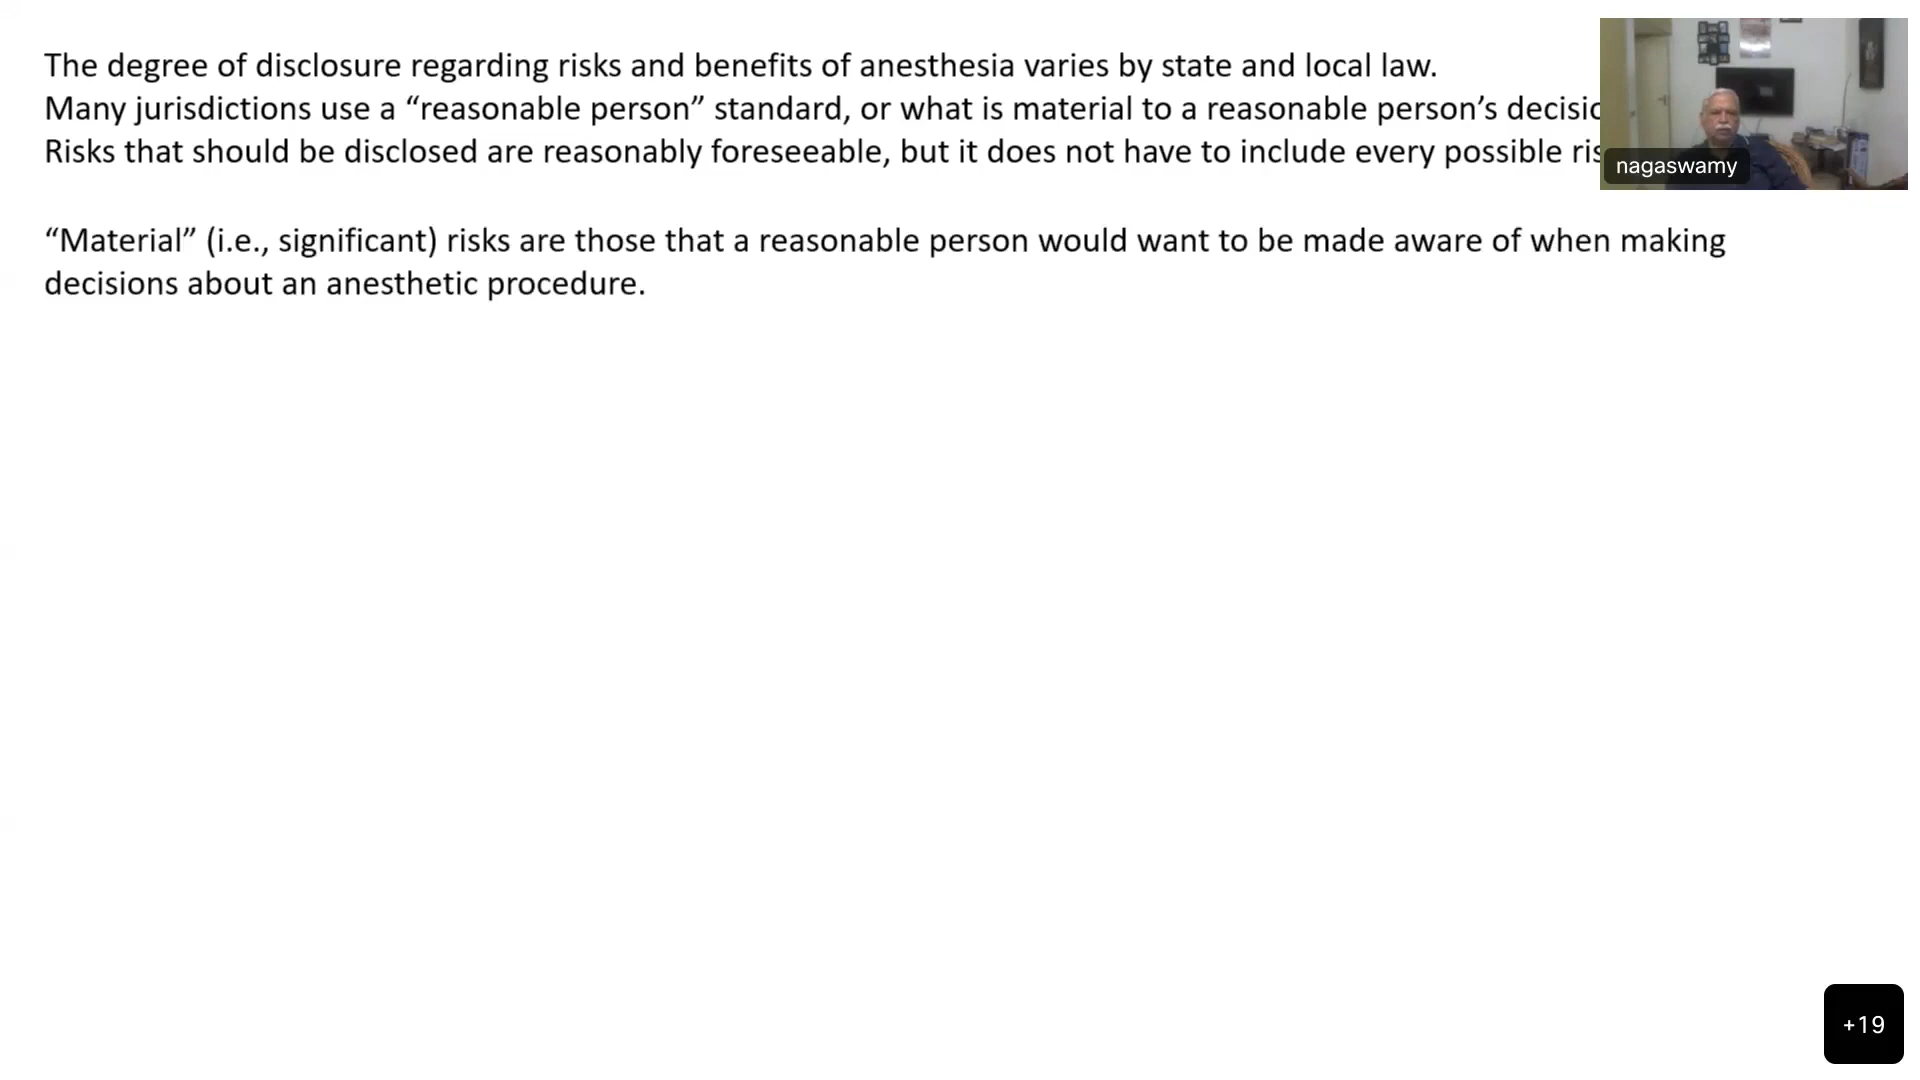 The degree of disclosure regarding risks and benefits of anesthesia varies by state and local law.
Many jurisdictions use a “reasonable person” standard, or what is material to a reasonable person’s
Risks that should be disclosed are reasonably foreseeable, but it does not have to include every possible
nagaswamy
“Material” (i.e., significant) risks are those that a reasonable person would want to be made aware of when making
decisions about an anesthetic procedure.
+19